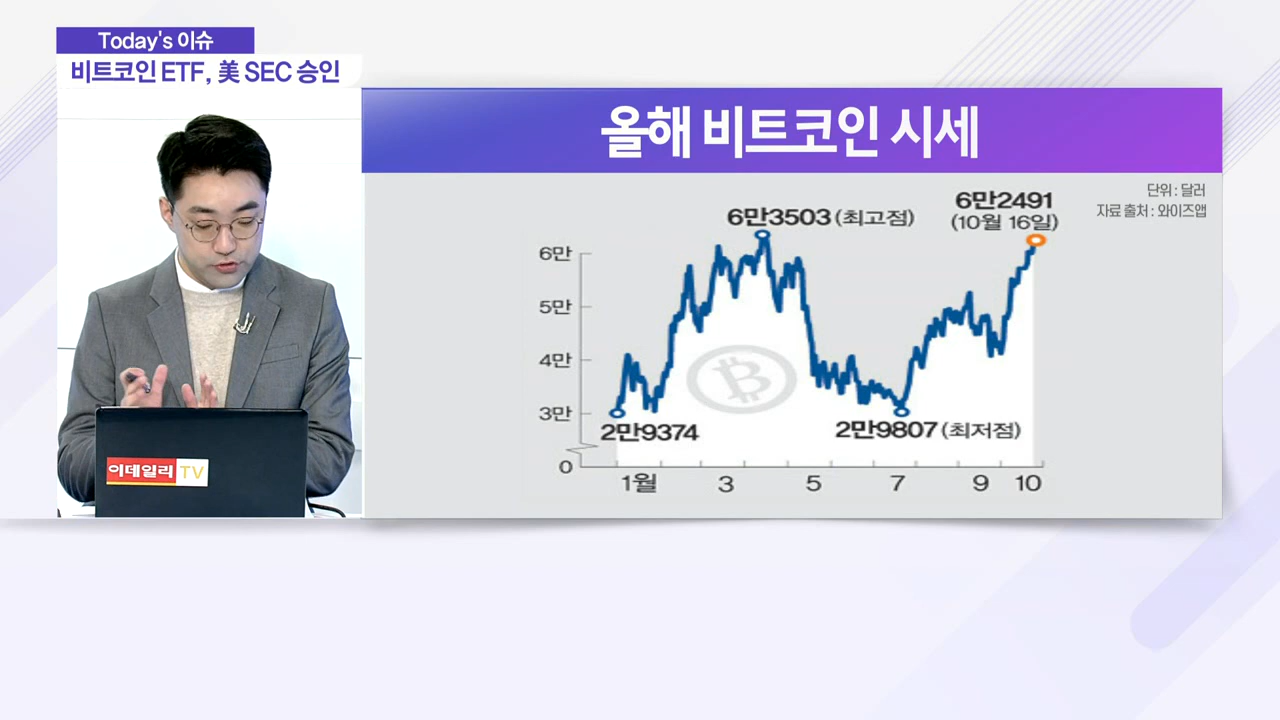 Today's 이슈
비트코인 ETF, 美 SEC 승인
올해 비트코인 시세
단위 : 달러
자료 출처 : 와이즈앱
6만3503 (최고점)
6만2491
(10월 16일)
6만
5만
4만
3만
0
2만9374
2만9807 (최저점)
1월 3 5 7 9 10
이데일리 TV